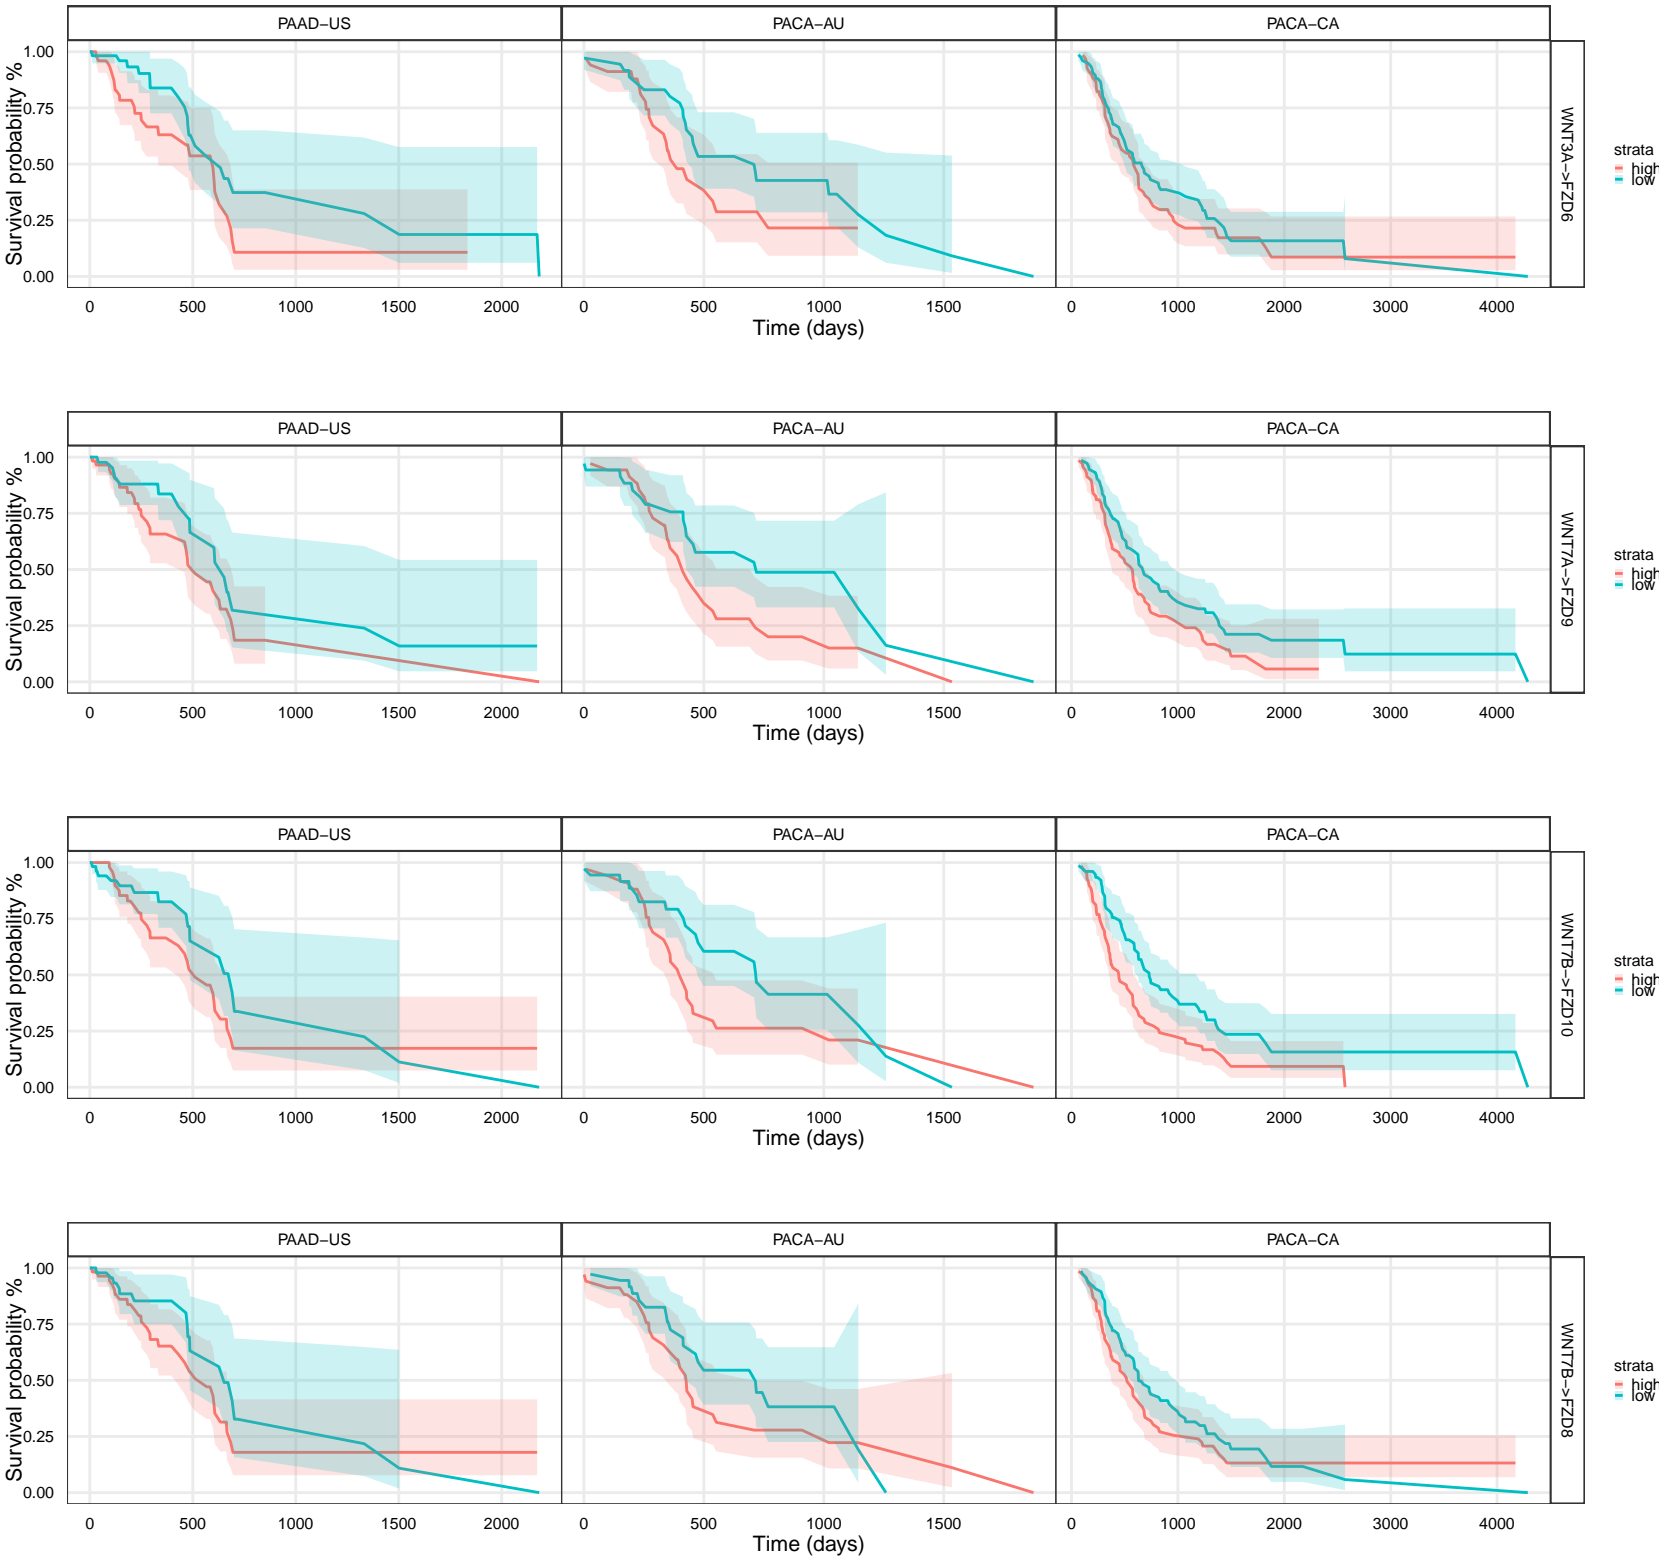 PAAD−US PACA−AU PACA−CA
Survival probability %
1.00
0.75
0.50
0.25
0.00
WNT3A−>FZD6
strata
high
low
0 500 1000 1500 2000 0 500 1000 1500 0 1000 2000 3000 4000
Time (days)
PAAD−US PACA−AU PACA−CA
Survival probability %
1.00
0.75
0.50
0.25
0.00
WNT7A−>FZD9
strata
high
low
0 500 1000 1500 2000 0 500 1000 1500 0 1000 2000 3000 4000
Time (days)
PAAD−US PACA−AU PACA−CA
Survival probability %
1.00
0.75
0.50
0.25
0.00
WNT7B−>FZD10
strata
high
low
0 500 1000 1500 2000 0 500 1000 1500 0 1000 2000 3000 4000
Time (days)
PAAD−US PACA−AU PACA−CA
Survival probability %
1.00
0.75
0.50
0.25
0.00
WNT7B−>FZD8
strata
high
low
0 500 1000 1500 2000 0 500 1000 1500 0 1000 2000 3000 4000
Time (days)